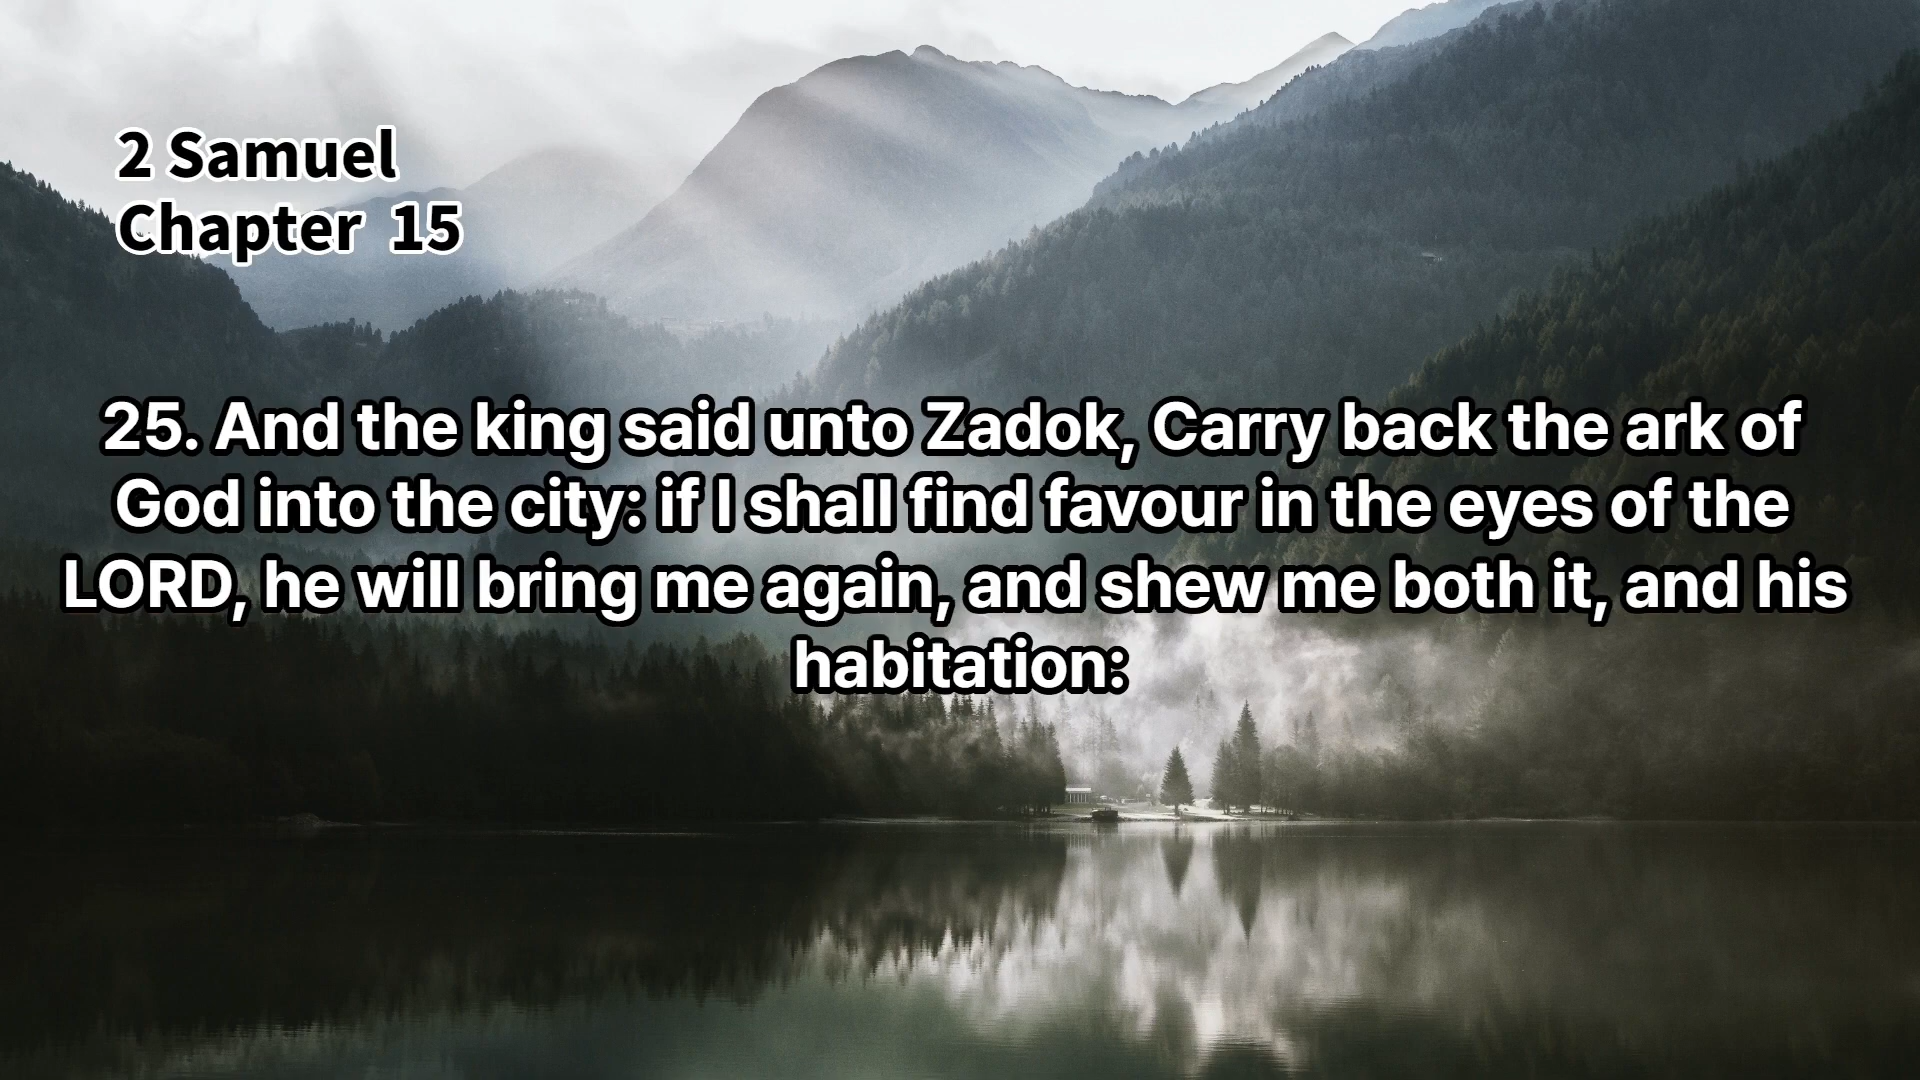 2 Samuel
Chapter 15
25. And the king said unto Zadok, Carry back the ark of
God into the city: if I shall find favour in the eyes of the
LORD, he will bring me again, and shew me both it, and his
habitation: